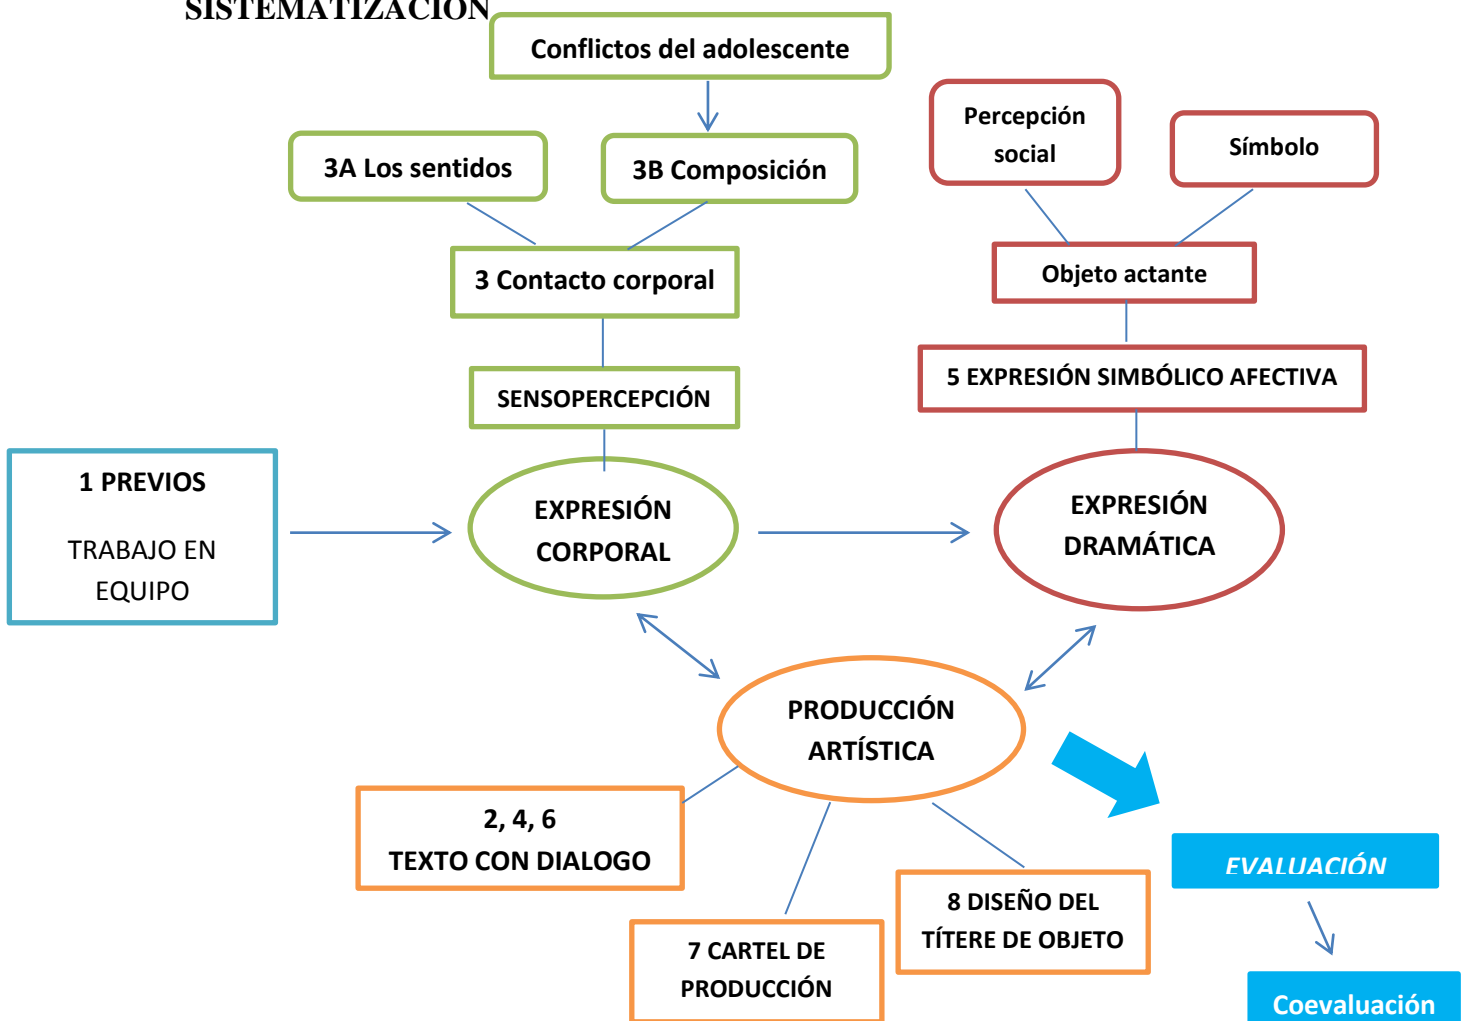 SISTEMATIZACIÓN
Conflictos del adolescente
Percepción
social
Símbolo
3A Los sentidos
3B Composición
3 Contacto corporal
Objeto actante
SENSOPERCEPCIÓN
5 EXPRESIÓN SIMBÓLICO AFECTIVA
1 PREVIOS
TRABAJO EN
EQUIPO
EXPRESIÓN
CORPORAL
EXPRESIÓN
DRAMÁTICA
PRODUCCIÓN
ARTÍSTICA
2, 4, 6
TEXTO CON DIALOGO
7 CARTEL DE
PRODUCCIÓN
8 DISEÑO DEL
TÍTERE DE OBJETO
EVALUACIÓN
Coevaluación